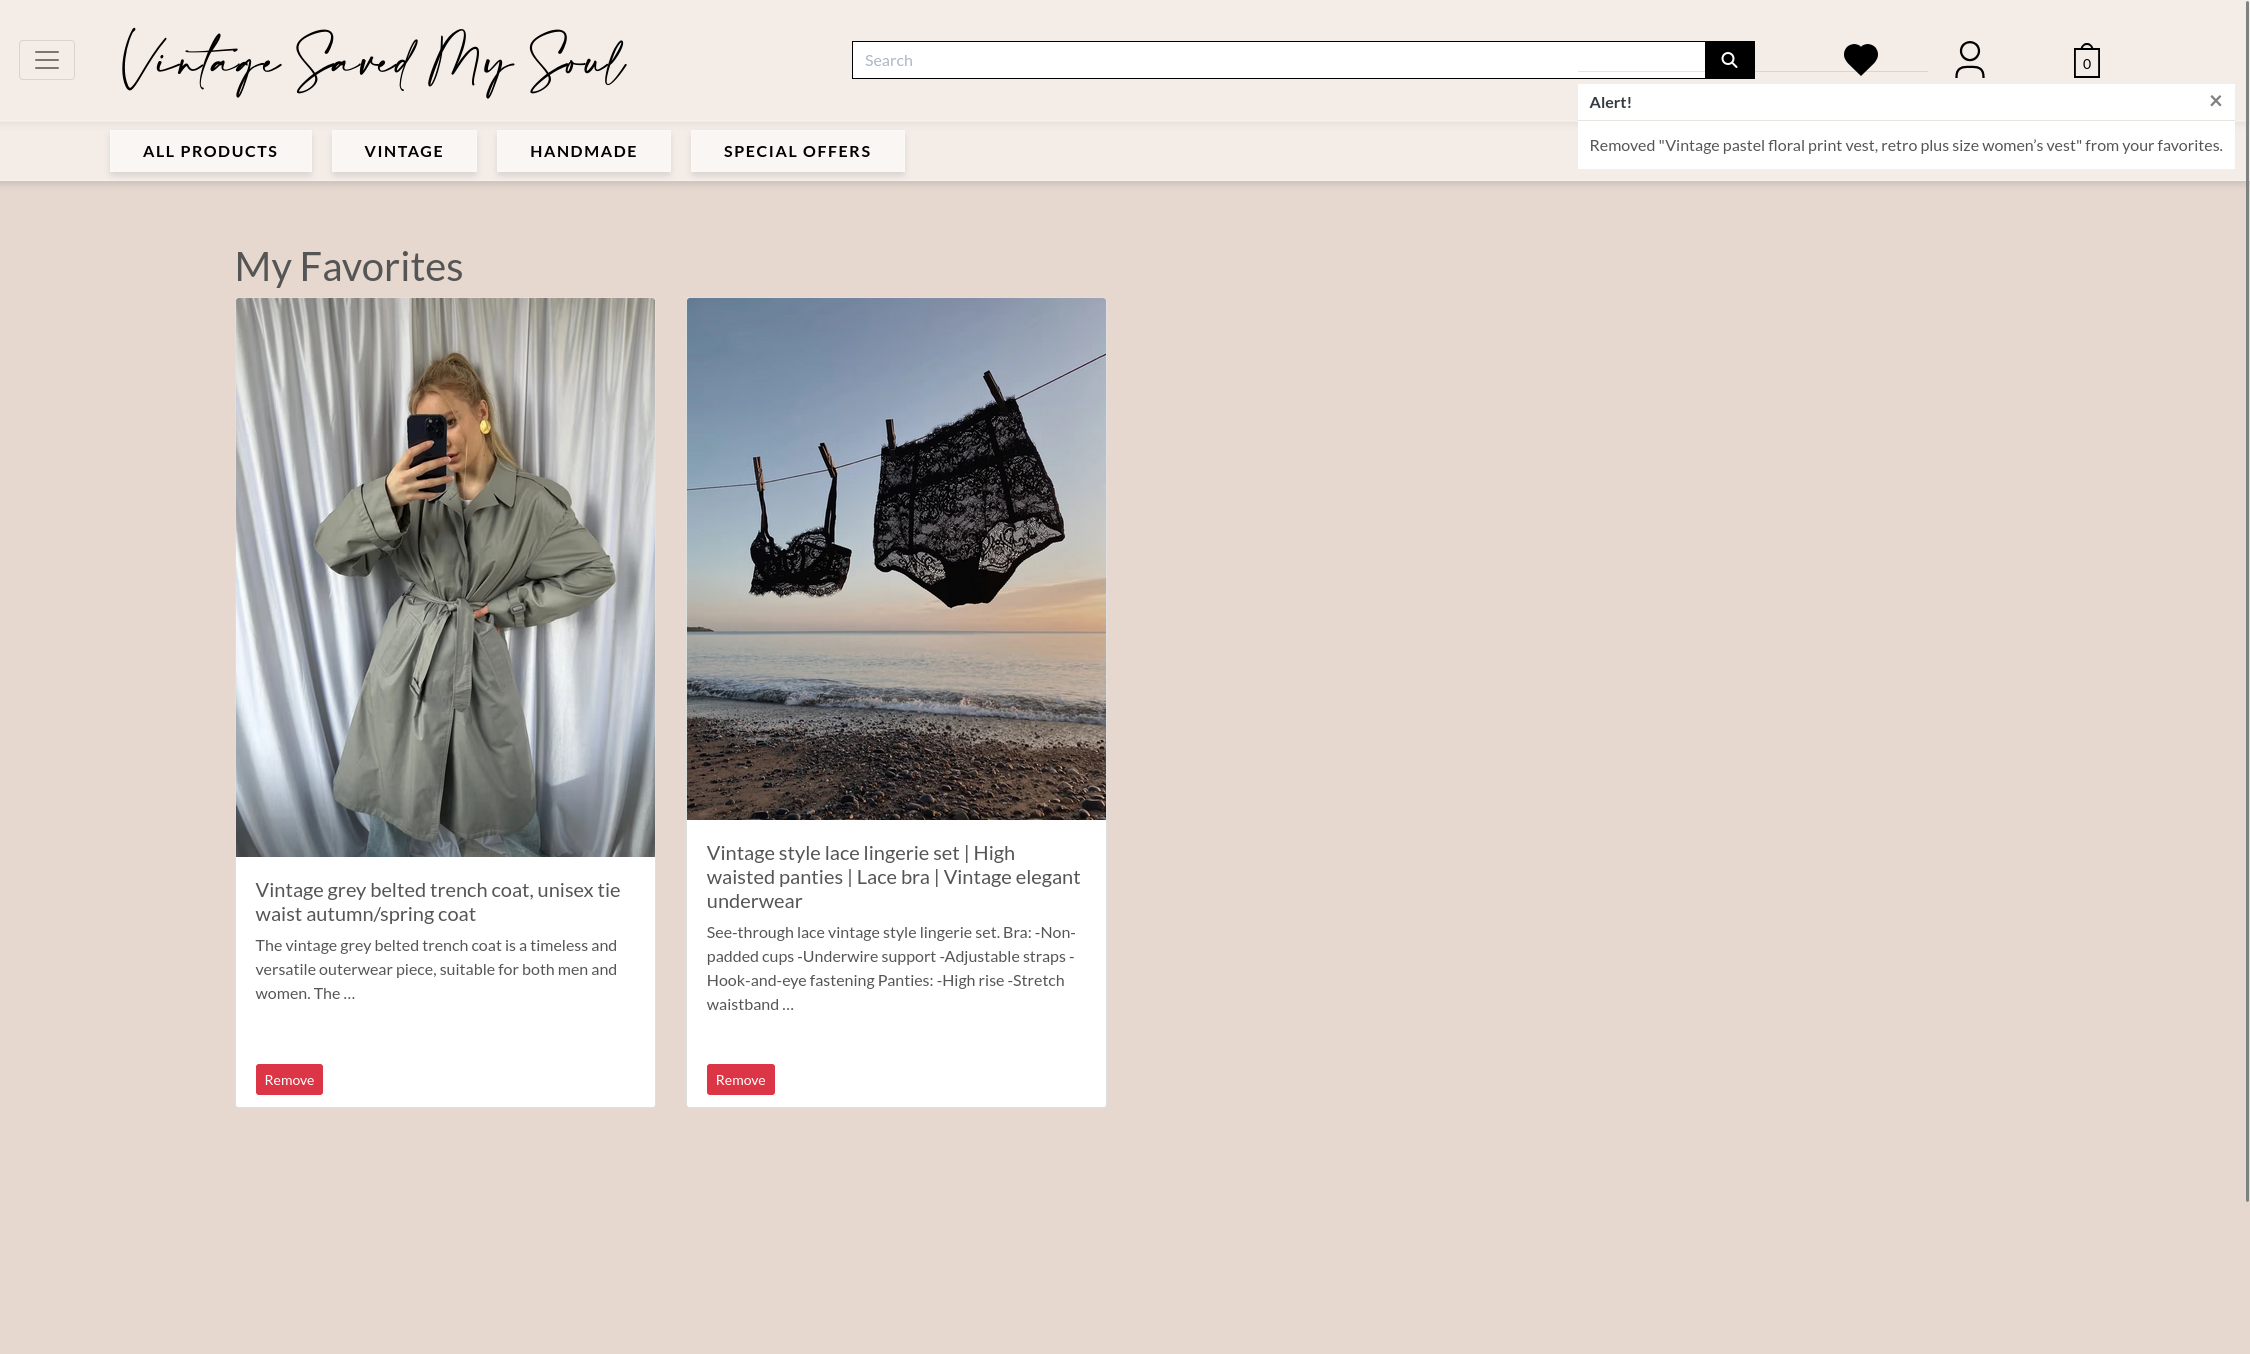 Vintage Saved My Soul
Search
0
Alert!
×
ALL PRODUCTS
VINTAGE
HANDMADE
SPECIAL OFFERS
Removed "Vintage pastel floral print vest, retro plus size women’s vest" from your favorites.
My Favorites
Vintage grey belted trench coat, unisex tie
waist autumn/spring coat
The vintage grey belted trench coat is a timeless and
versatile outerwear piece, suitable for both men and
women. The …
Remove
Vintage style lace lingerie set | High
waisted panties | Lace bra | Vintage elegant
underwear
See-through lace vintage style lingerie set. Bra: -Non-
padded cups -Underwire support -Adjustable straps -
Hook-and-eye fastening Panties: -High rise -Stretch
waistband …
Remove